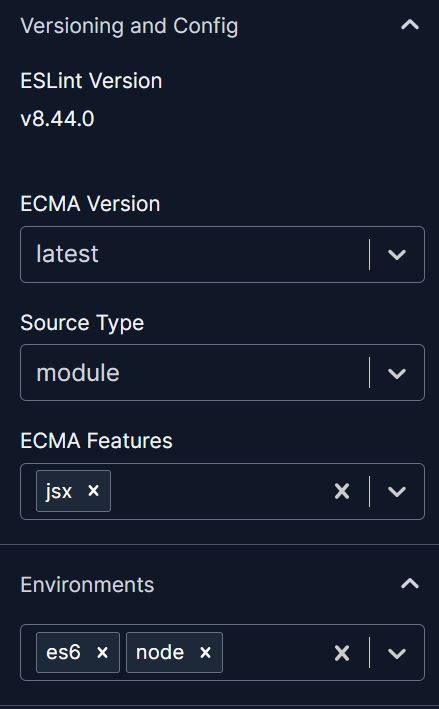 Versioning and Config
ESLint Version
v8.44.0
ECMA Version
latest
Source Type
module
ECMA Features
jsx
Environments
es6 node